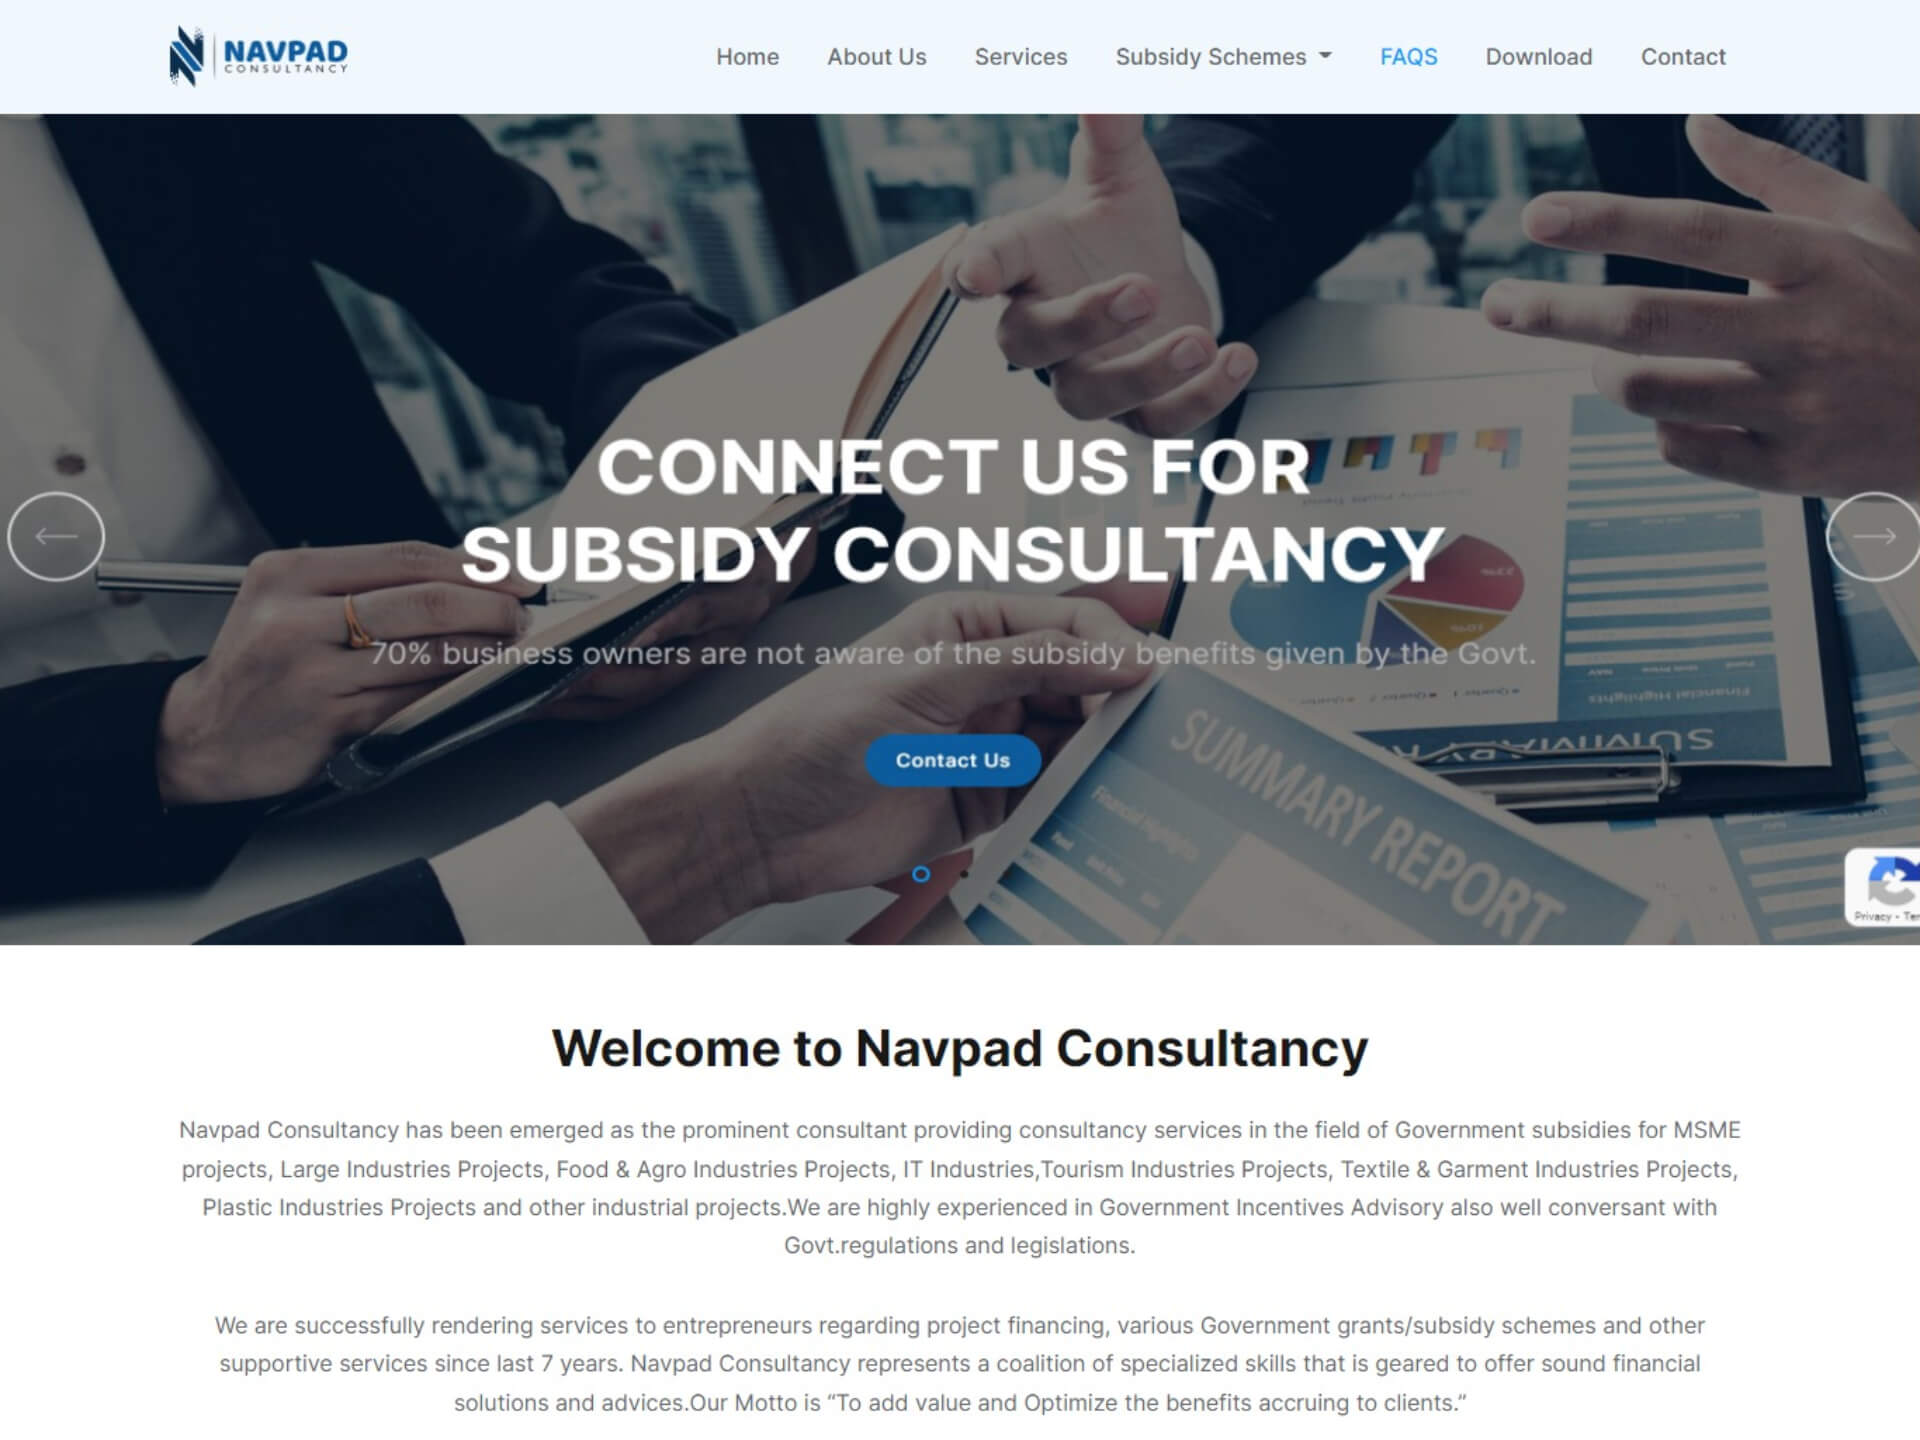 NAVPAD
CONSULTANCY
Home About Us Services Subsidy Schemes FAQS Download Contact
CONNECT US FOR
SUBSIDY CONSULTANCY
70% business owners are not aware of the subsidy benefits given by the Govt.
Contact Us
SUMMARY REPORT
Financial Highlights
Privacy - Ter
Welcome to Navpad Consultancy
Navpad Consultancy has been emerged as the prominent consultant providing consultancy services in the field of Government subsidies for MSME
projects, Large Industries Projects, Food & Agro Industries Projects, IT Industries,Tourism Industries Projects, Textile & Garment Industries Projects,
Plastic Industries Projects and other industrial projects.We are highly experienced in Government Incentives Advisory also well conversant with
Govt.regulations and legislations.
We are successfully rendering services to entrepreneurs regarding project financing, various Government grants/subsidy schemes and other
supportive services since last 7 years. Navpad Consultancy represents a coalition of specialized skills that is geared to offer sound financial
solutions and advices.Our Motto is “To add value and Optimize the benefits accruing to clients.”